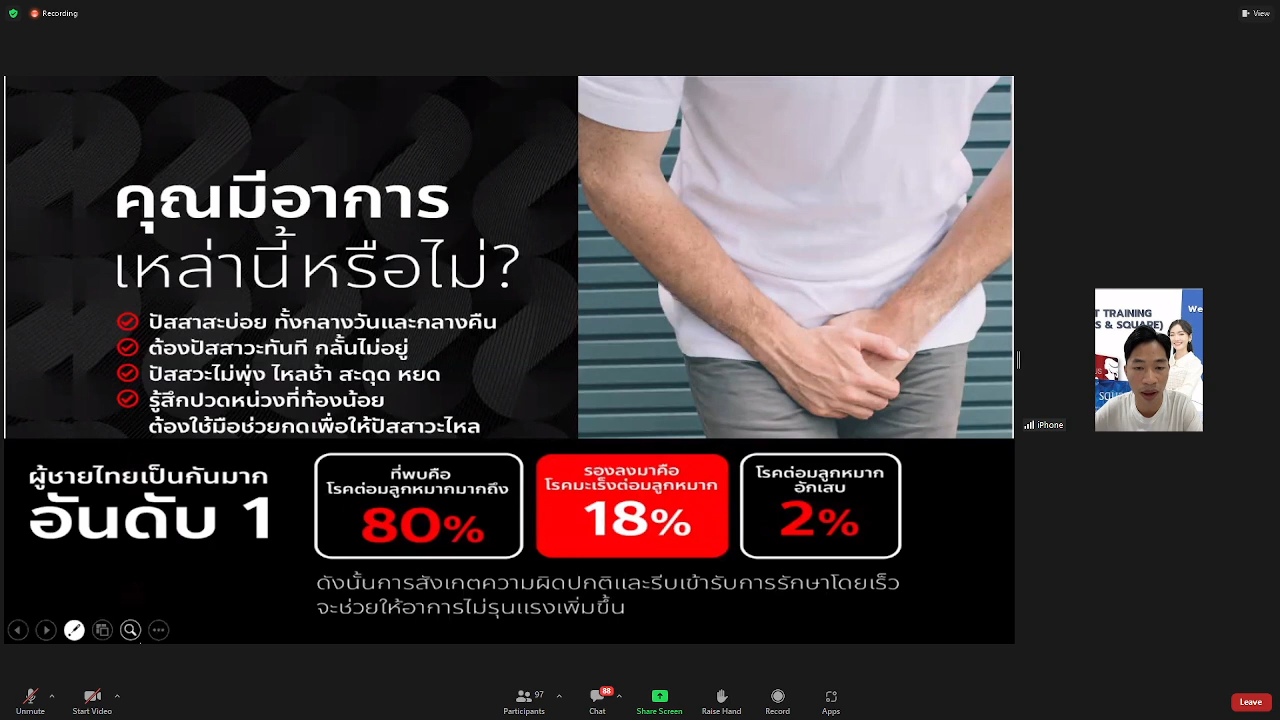 Recording
View
คุณมีอาการ
เหล่านี้หรือไม่?
ปัสสาสะบ่อย ทั้งกลางวันและกลางคืน
ต้องปัสสาวะทันที กลั้นไม่อยู่
ปัสสวะไม่พุ่ง ไหลช้า สะดุด หยด
รู้สึกปวดหน่วงที่ท้องน้อย
ต้องใช้มือช่วยกดเพื่อให้ปัสสาวะไหล
ผู้ชายไทยเป็นกันมาก
อันดับ 1
ที่พบคือ
โรคต่อมลูกหมากมากถึง
80%
รองลงมาคือ
โรคมะเร็งต่อมลูกหมาก
18%
โรคต่อมลูกหมาก
อักเสบ
2%
ดังนั้นการสังเกตความผิดปกติและรีบเข้ารับการรักษาโดยเร็ว
จะช่วยให้อาการไม่รุนแรงเพิ่มขึ้น
T TRAINING
S & SQUARE)
We
iPhone
Unmute
Start Video
97
Participants
88
Chat
Share Screen
Raise Hand
Record
Apps
Leave